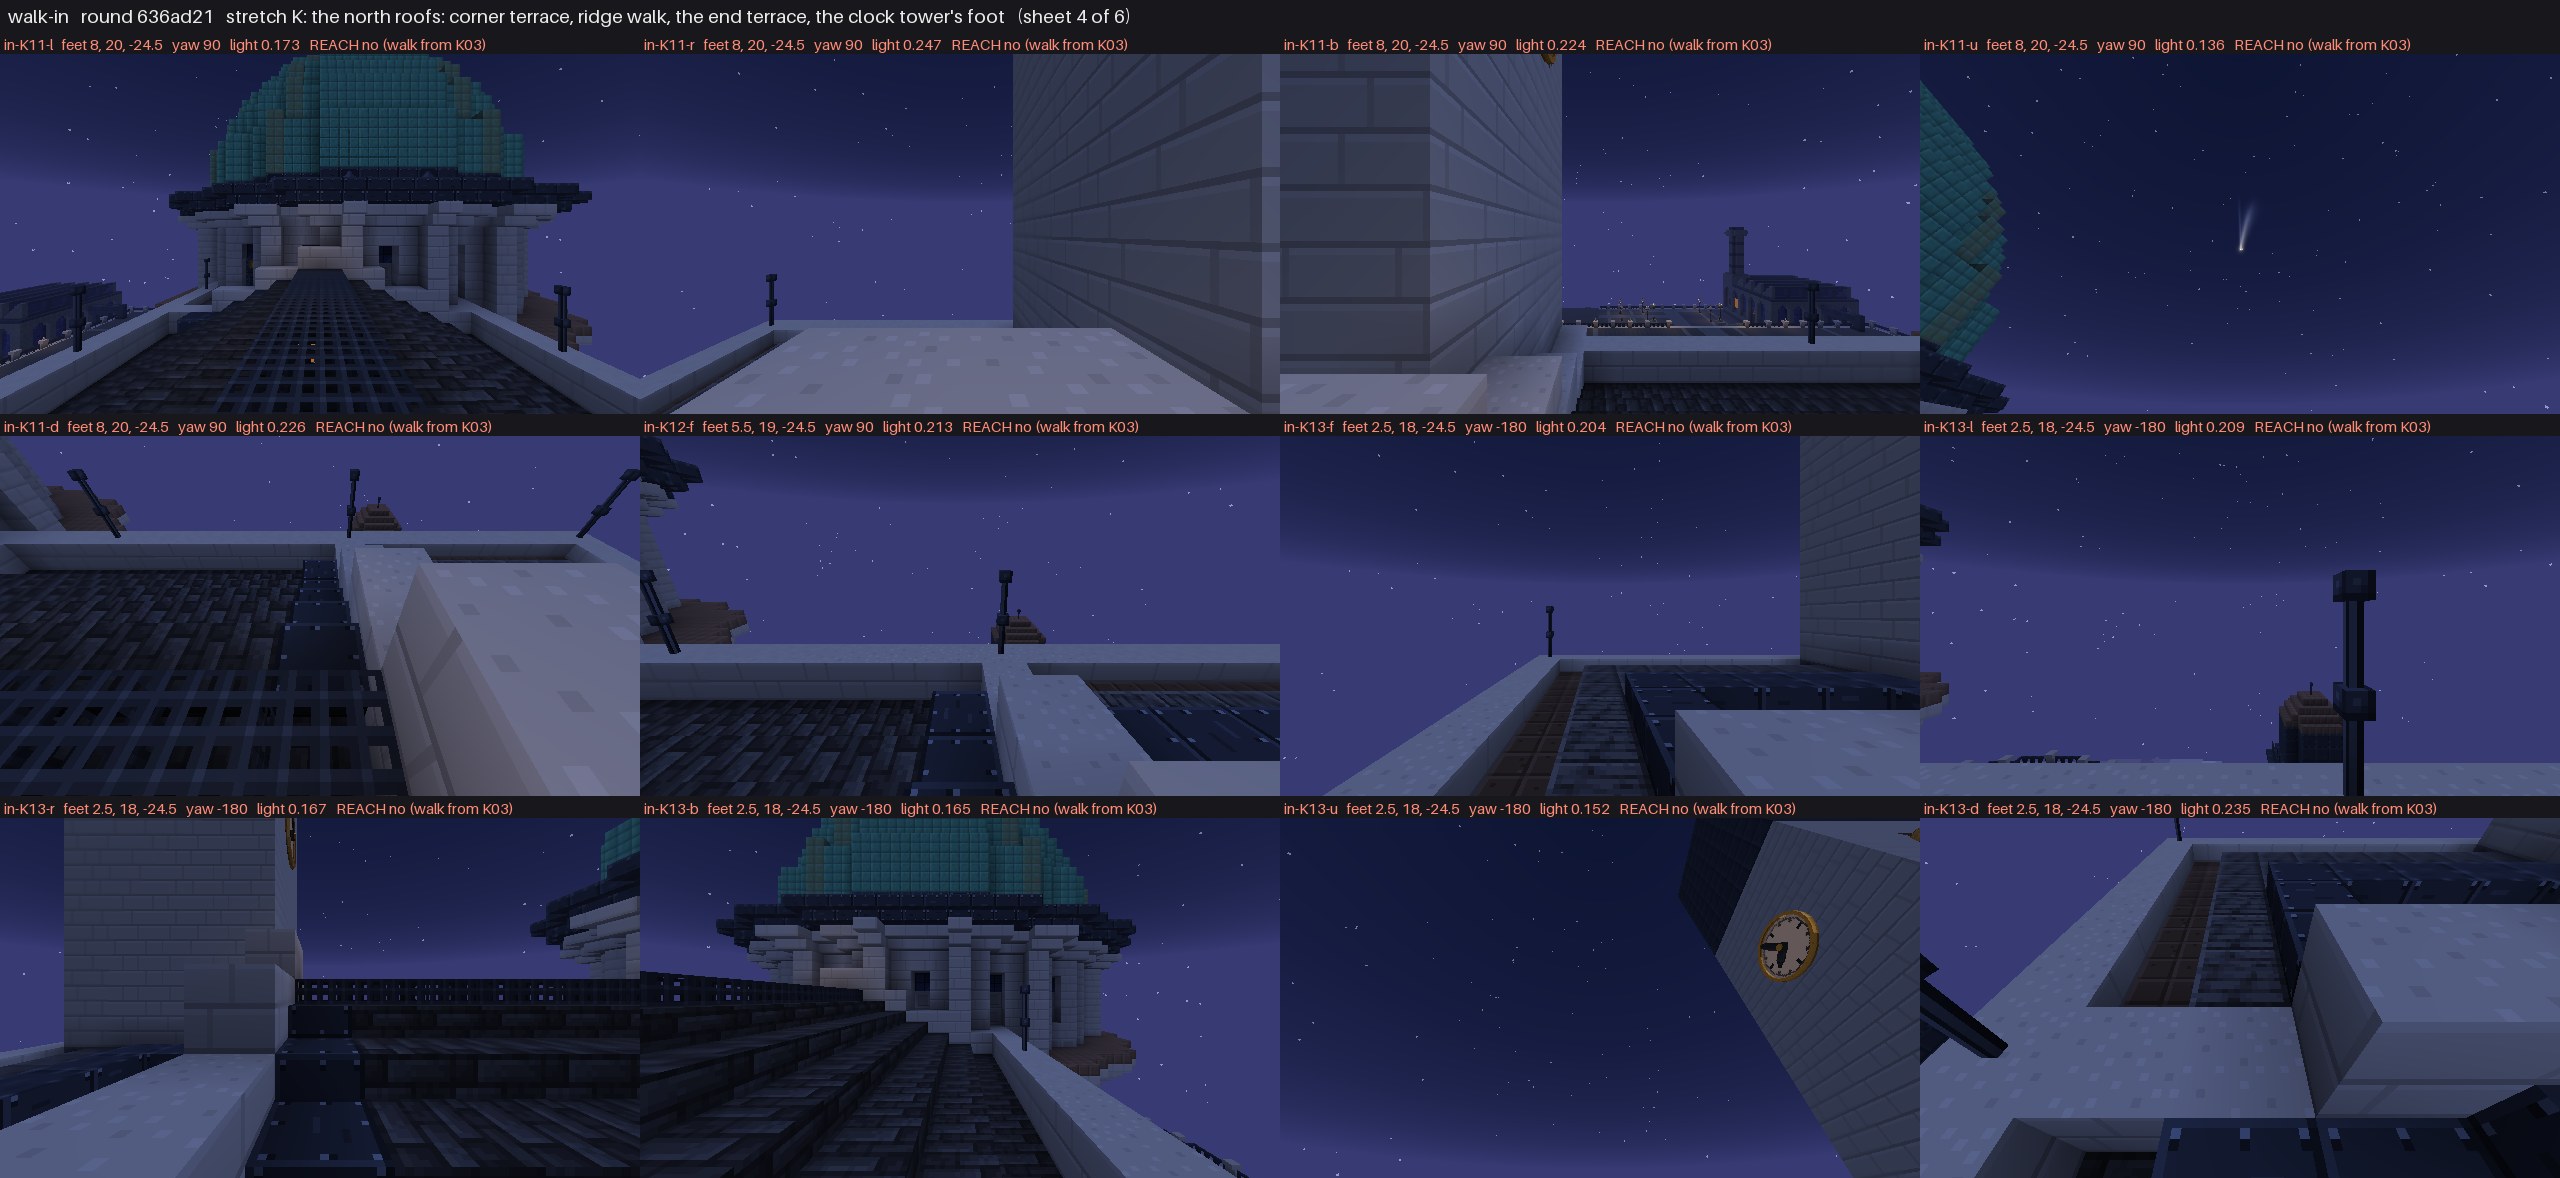 walk-in round 636ad21 stretch K: the north roofs: corner terrace, ridge walk, the end terrace, the clock tower's foot (sheet 4 of 6)
in-K11-l feet 8, 20, -24.5 yaw 90 light 0.173 REACH no (walk from K03)
in-K11-r feet 8, 20, -24.5 yaw 90 light 0.247 REACH no (walk from K03)
in-K11-b feet 8, 20, -24.5 yaw 90 light 0.224 REACH no (walk from K03)
in-K11-u feet 8, 20, -24.5 yaw 90 light 0.136 REACH no (walk from K03)
in-K11-d feet 8, 20, -24.5 yaw 90 light 0.226 REACH no (walk from K03)
in-K12-f feet 5.5, 19, -24.5 yaw 90 light 0.213 REACH no (walk from K03)
in-K13-f feet 2.5, 18, -24.5 yaw -180 light 0.204 REACH no (walk from K03)
in-K13-l feet 2.5, 18, -24.5 yaw -180 light 0.209 REACH no (walk from K03)
in-K13-r feet 2.5, 18, -24.5 yaw -180 light 0.167 REACH no (walk from K03)
in-K13-b feet 2.5, 18, -24.5 yaw -180 light 0.165 REACH no (walk from K03)
in-K13-u feet 2.5, 18, -24.5 yaw -180 light 0.152 REACH no (walk from K03)
in-K13-d feet 2.5, 18, -24.5 yaw -180 light 0.235 REACH no (walk from K03)